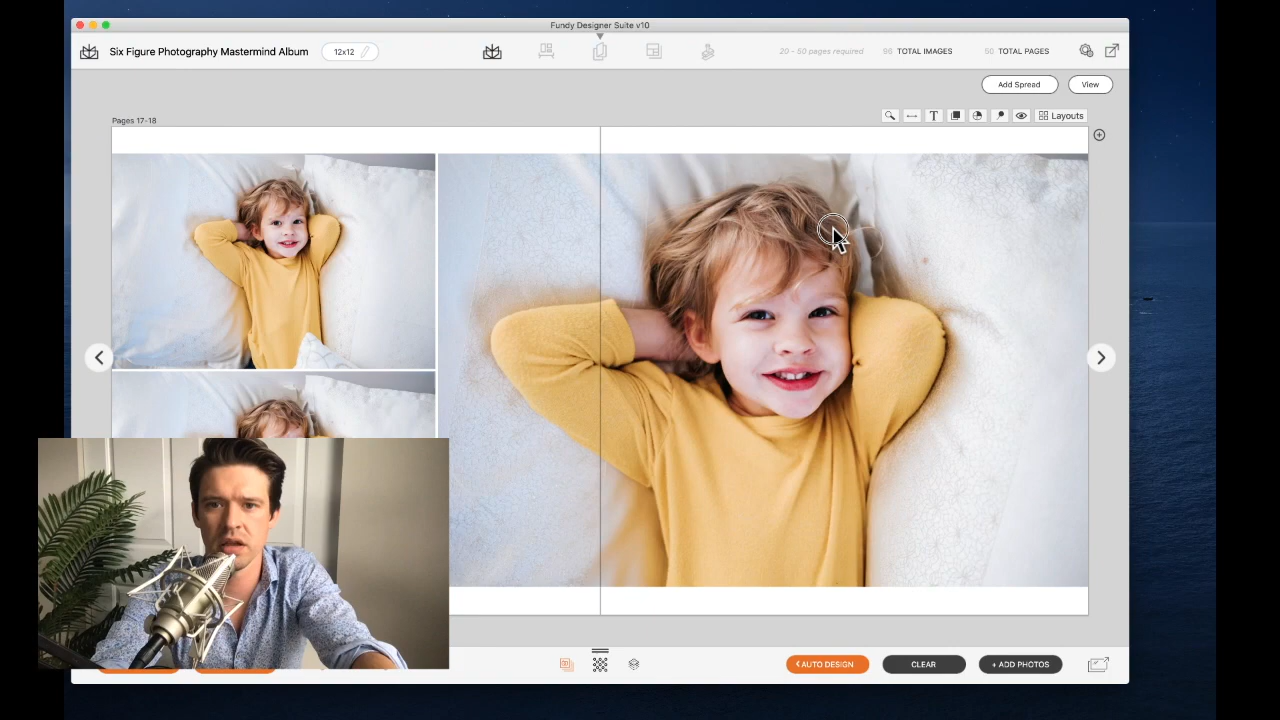 Fundy Designer Suite v10
Six Figure Photography Mastermind Album
12x12
20 - 50 pages required
96 TOTAL IMAGES
50 TOTAL PAGES
Add Spread
View
Pages 17-18
T
Layouts
AUTO DESIGN
CLEAR
+ ADD PHOTOS